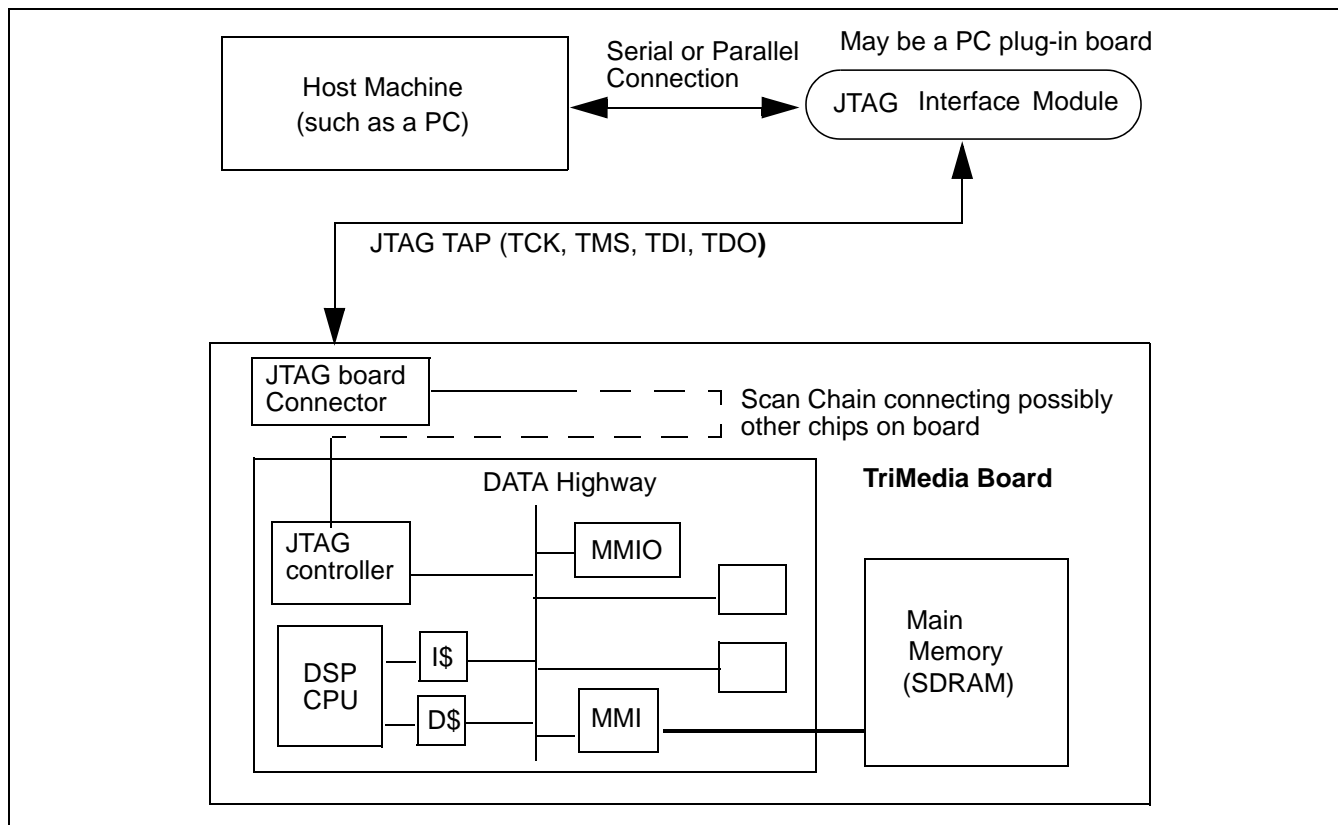 Host Machine
(such as a PC)
Serial or Parallel
Connection
May be a PC plug-in board
JTAG Interface Module
JTAG TAP (TCK, TMS, TDI, TDO)
JTAG board
Connector
Scan Chain connecting possibly
other chips on board
TriMedia Board
DATA Highway
JTAG
controller
MMIO
DSP
CPU
I$
D$
MMI
Main
Memory
(SDRAM)